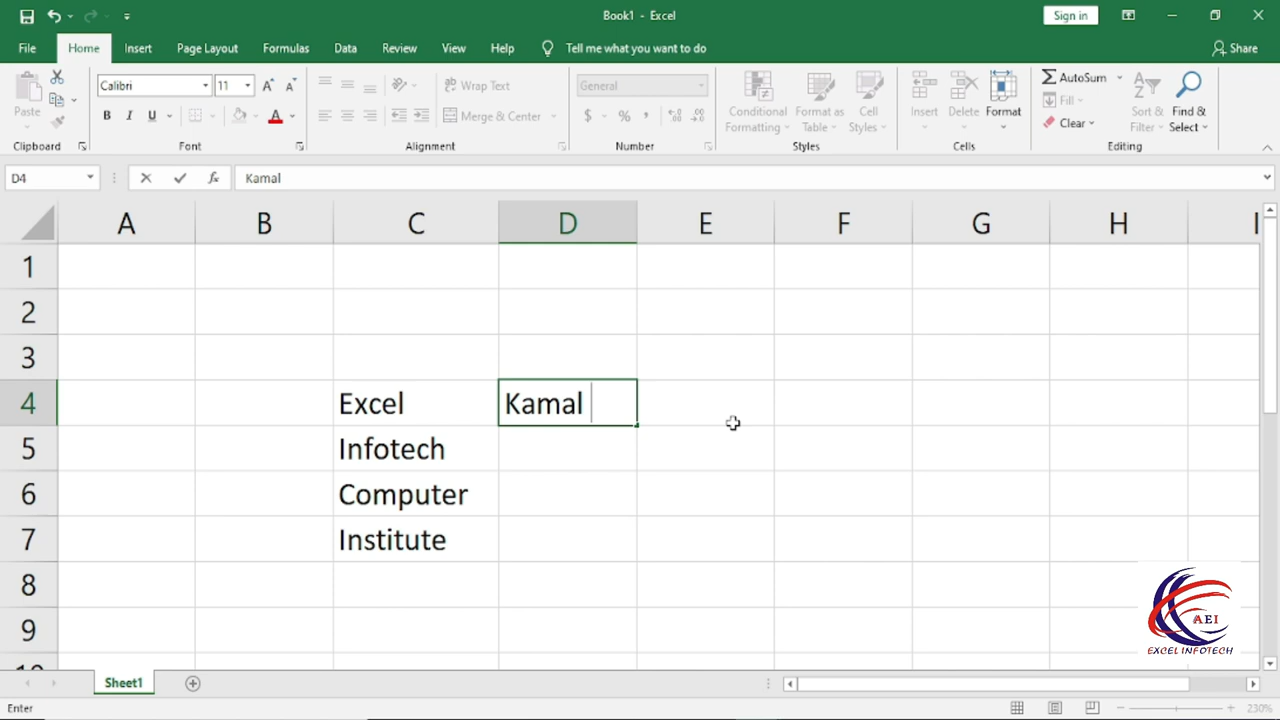 Book1 - Excel
Sign in
File Home Insert Page Layout Formulas Data Review View Help Tell me what you want to do Share
Paste
Clipboard
Calibri 11
B I U
Font
Wrap Text
Merge & Center
Alignment
General
$ % ,
Number
Conditional Formatting
Format as Table
Cell Styles
Styles
Insert
Delete
Format
Cells
AutoSum
Fill
Clear
Sort & Filter
Find & Select
Editing
D4 fx Kamal
A B C D E F G H I
1
2
3
4 Excel Kamal
5 Infotech
6 Computer
7 Institute
8
9
10
AEI
EXCEL INFOTECH
Sheet1
Enter 230%